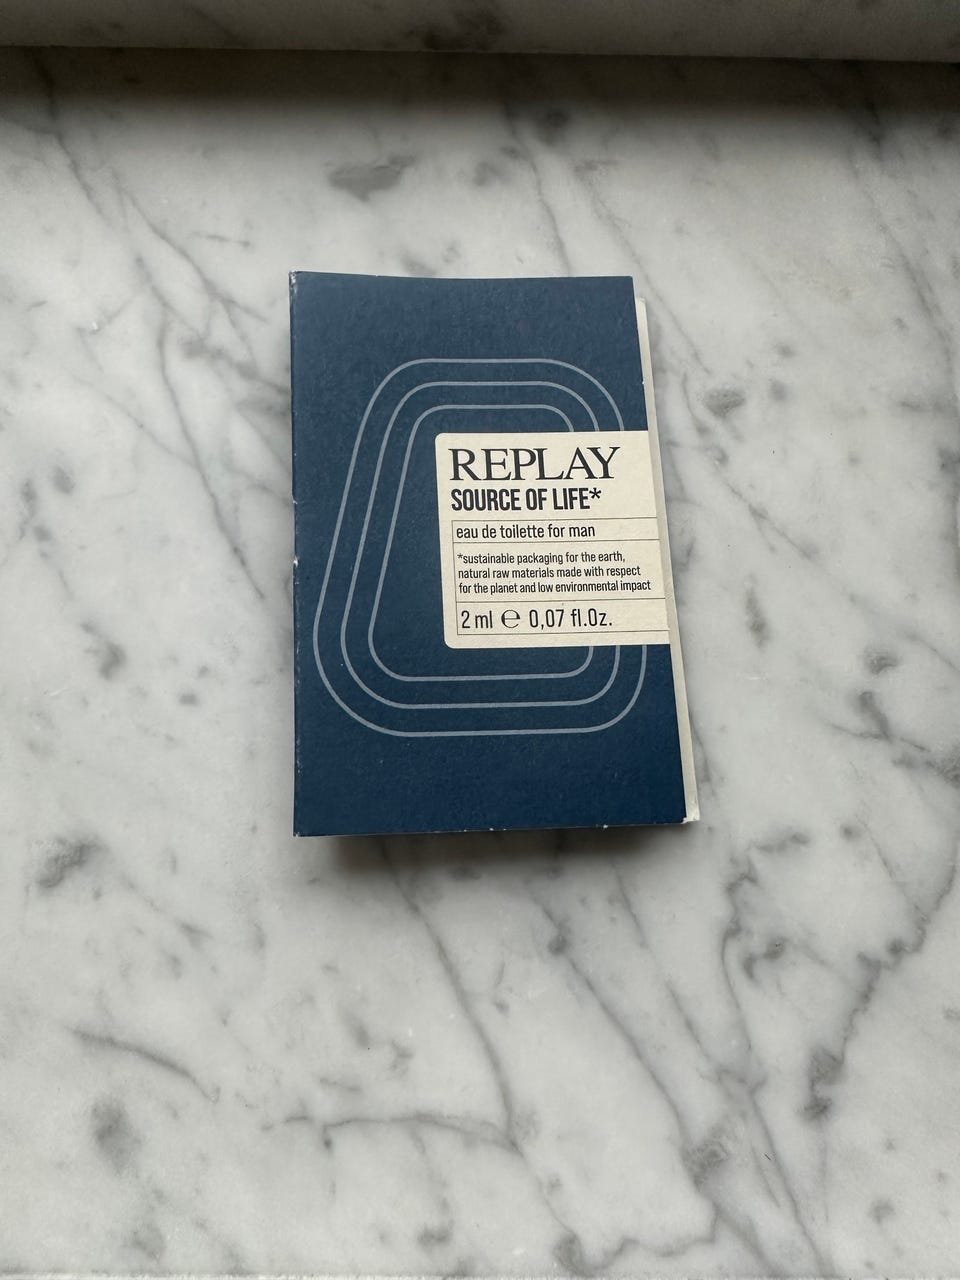 REPLAY
SOURCE OF LIFE*
eau de toilette for man
*sustainable packaging for the earth,
natural raw materials made with respect
for the planet and low environmental impact
2 ml ℮ 0,07 fl.Oz.